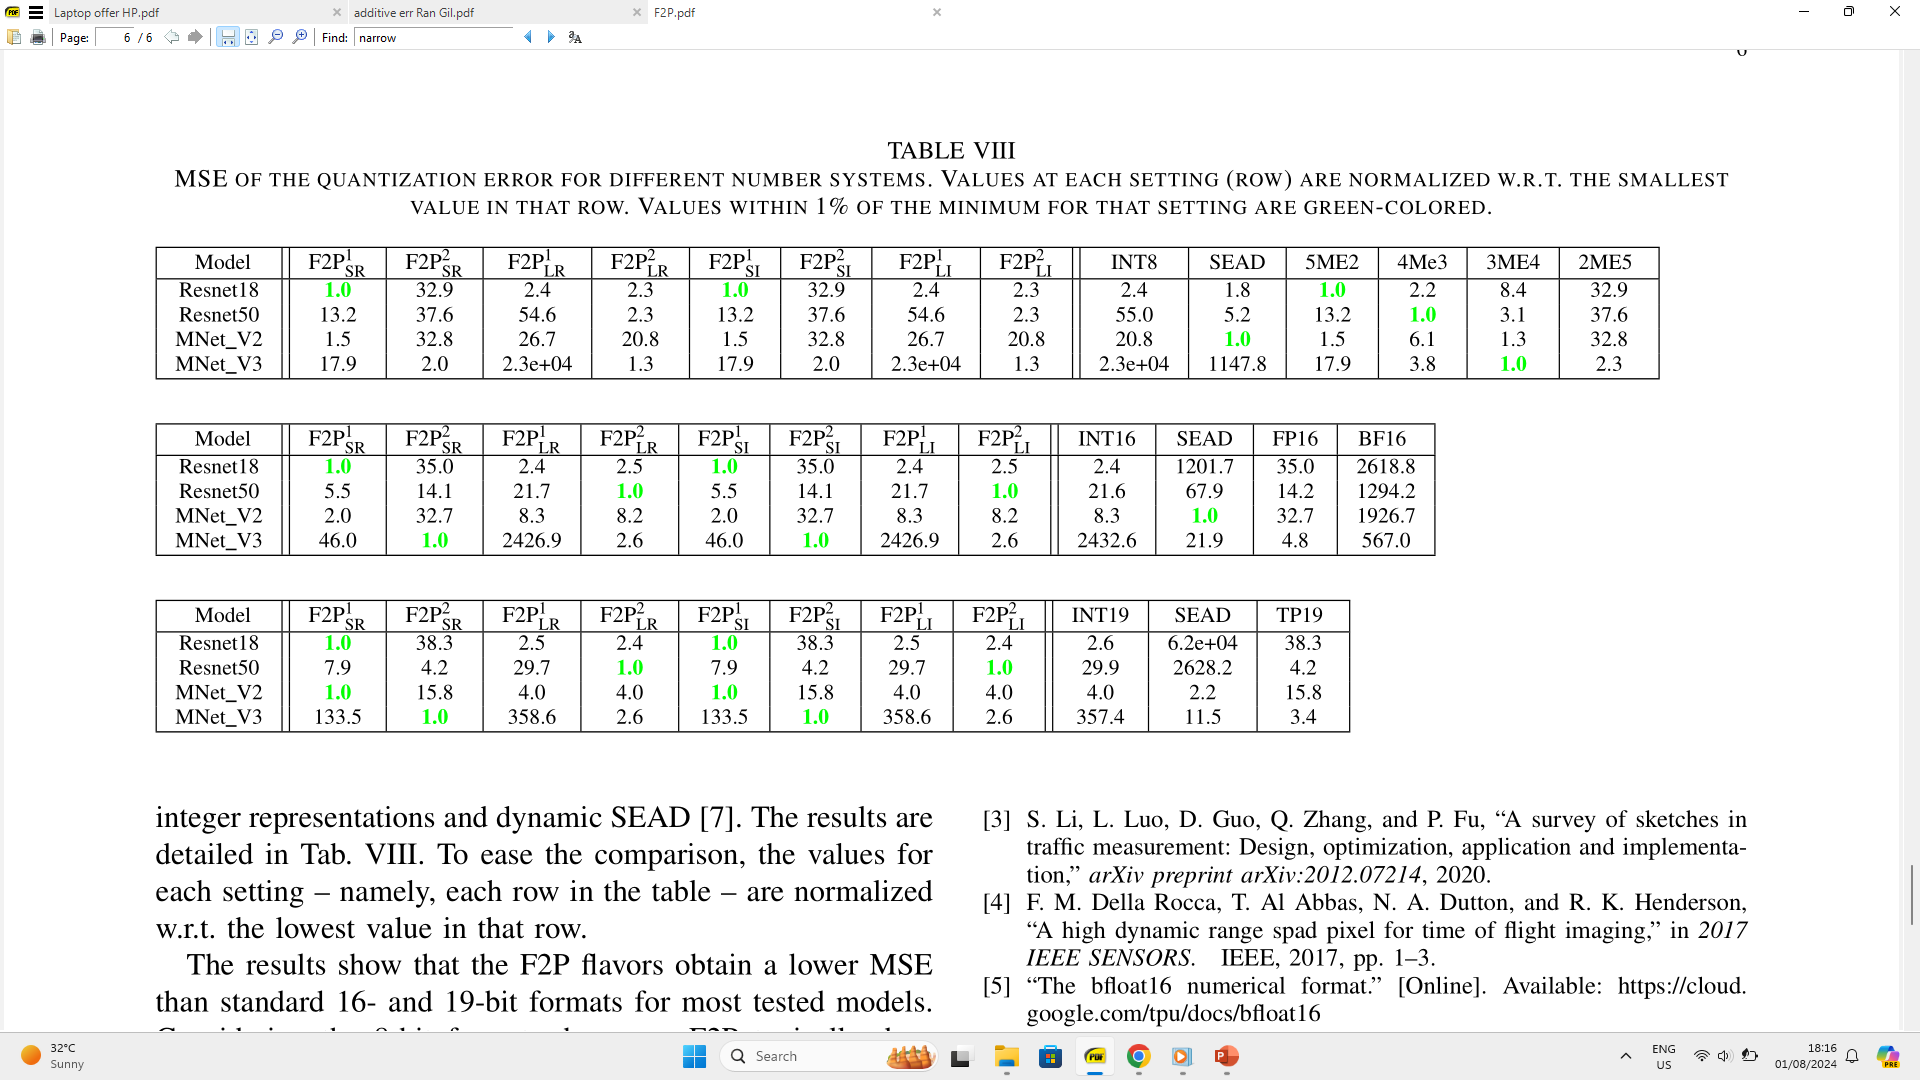 Laptop offer HP.pdf × additive err Ran Gil.pdf × F2P.pdf ×
Page: 6 / 6 Find: narrow
TABLE VIII
MSE OF THE QUANTIZATION ERROR FOR DIFFERENT NUMBER SYSTEMS. VALUES AT EACH SETTING (ROW) ARE NORMALIZED W.R.T. THE SMALLEST
VALUE IN THAT ROW. VALUES WITHIN 1% OF THE MINIMUM FOR THAT SETTING ARE GREEN-COLORED.
Model F2P¹SR F2P²SR F2P¹LR F2P²LR F2P¹SI F2P²SI F2P¹LI F2P²LI INT8 SEAD 5ME2 4Me3 3ME4 2ME5
Resnet18 1.0 32.9 2.4 2.3 1.0 32.9 2.4 2.3 2.4 1.8 1.0 2.2 8.4 32.9
Resnet50 13.2 37.6 54.6 2.3 13.2 37.6 54.6 2.3 55.0 5.2 13.2 1.0 3.1 37.6
MNet_V2 1.5 32.8 26.7 20.8 1.5 32.8 26.7 20.8 20.8 1.0 1.5 6.1 1.3 32.8
MNet_V3 17.9 2.0 2.3e+04 1.3 17.9 2.0 2.3e+04 1.3 2.3e+04 1147.8 17.9 3.8 1.0 2.3
Model F2P¹SR F2P²SR F2P¹LR F2P²LR F2P¹SI F2P²SI F2P¹LI F2P²LI INT16 SEAD FP16 BF16
Resnet18 1.0 35.0 2.4 2.5 1.0 35.0 2.4 2.5 2.4 1201.7 35.0 2618.8
Resnet50 5.5 14.1 21.7 1.0 5.5 14.1 21.7 1.0 21.6 67.9 14.2 1294.2
MNet_V2 2.0 32.7 8.3 8.2 2.0 32.7 8.3 8.2 8.3 1.0 32.7 1926.7
MNet_V3 46.0 1.0 2426.9 2.6 46.0 1.0 2426.9 2.6 2432.6 21.9 4.8 567.0
Model F2P¹SR F2P²SR F2P¹LR F2P²LR F2P¹SI F2P²SI F2P¹LI F2P²LI INT19 SEAD TP19
Resnet18 1.0 38.3 2.5 2.4 1.0 38.3 2.5 2.4 2.6 6.2e+04 38.3
Resnet50 7.9 4.2 29.7 1.0 7.9 4.2 29.7 1.0 29.9 2628.2 4.2
MNet_V2 1.0 15.8 4.0 4.0 1.0 15.8 4.0 4.0 4.0 2.2 15.8
MNet_V3 133.5 1.0 358.6 2.6 133.5 1.0 358.6 2.6 357.4 11.5 3.4
integer representations and dynamic SEAD [7]. The results are
detailed in Tab. VIII. To ease the comparison, the values for
each setting – namely, each row in the table – are normalized
w.r.t. the lowest value in that row.
The results show that the F2P flavors obtain a lower MSE
than standard 16- and 19-bit formats for most tested models.
[3] S. Li, L. Luo, D. Guo, Q. Zhang, and P. Fu, “A survey of sketches in
traffic measurement: Design, optimization, application and implementa-
tion,” arXiv preprint arXiv:2012.07214, 2020.
[4] F. M. Della Rocca, T. Al Abbas, N. A. Dutton, and R. K. Henderson,
“A high dynamic range spad pixel for time of flight imaging,” in 2017
IEEE SENSORS. IEEE, 2017, pp. 1–3.
[5] “The bfloat16 numerical format.” [Online]. Available: https://cloud.
google.com/tpu/docs/bfloat16
32°C
Sunny
Search
ENG
US
18:16
01/08/2024